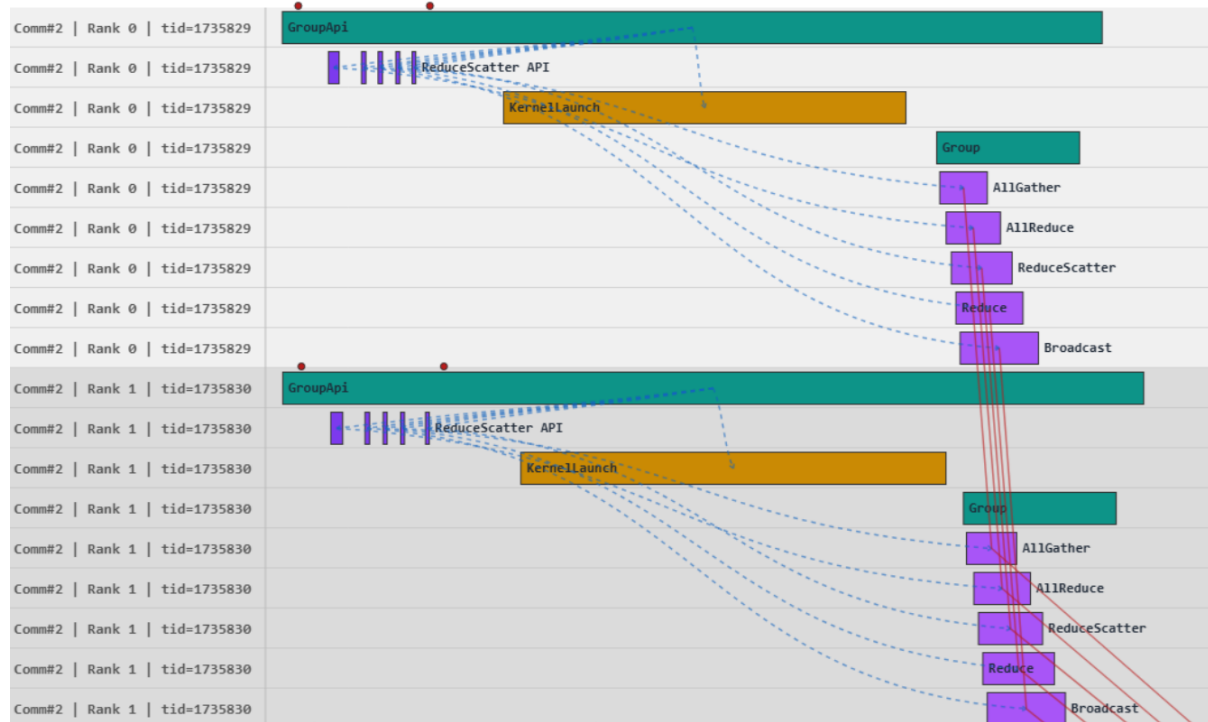 Comm#2 | Rank 0 | tid=1735829 GroupApi
Comm#2 | Rank 0 | tid=1735829 ReduceScatter API
Comm#2 | Rank 0 | tid=1735829 KernelLaunch
Comm#2 | Rank 0 | tid=1735829 Group
Comm#2 | Rank 0 | tid=1735829 AllGather
Comm#2 | Rank 0 | tid=1735829 AllReduce
Comm#2 | Rank 0 | tid=1735829 ReduceScatter
Comm#2 | Rank 0 | tid=1735829 Reduce
Comm#2 | Rank 0 | tid=1735829 Broadcast
Comm#2 | Rank 1 | tid=1735830 GroupApi
Comm#2 | Rank 1 | tid=1735830 ReduceScatter API
Comm#2 | Rank 1 | tid=1735830 KernelLaunch
Comm#2 | Rank 1 | tid=1735830 Group
Comm#2 | Rank 1 | tid=1735830 AllGather
Comm#2 | Rank 1 | tid=1735830 AllReduce
Comm#2 | Rank 1 | tid=1735830 ReduceScatter
Comm#2 | Rank 1 | tid=1735830 Reduce
Comm#2 | Rank 1 | tid=1735830 Broadcast